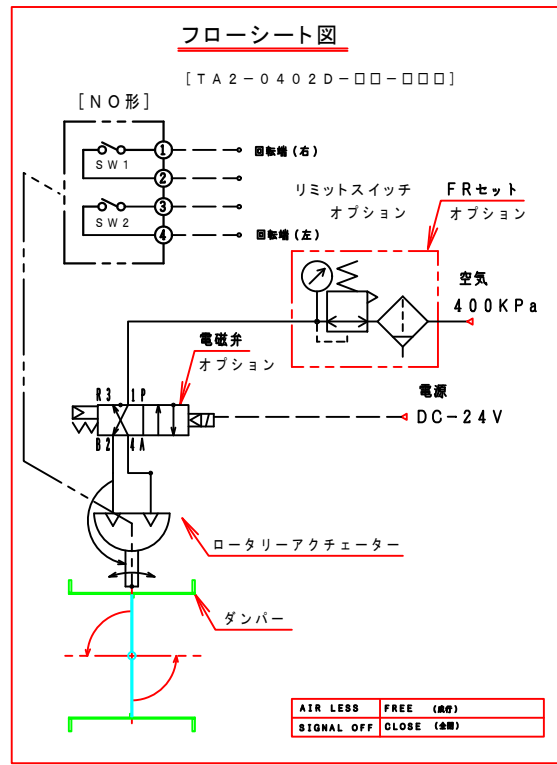 フローシート図
[TA2-0402D-□□-□□□]
[NO形]
1
SW1
2
3
SW2
4
回転端(右)
回転端(左)
リミットスイッチ
オプション
FRセット
オプション
空気
400KPa
電磁弁
オプション
R3 1P
B2 4A
電源
DC-24V
ロータリーアクチェーター
ダンパー
AIR LESS FREE (成行)
SIGNAL OFF CLOSE (全閉)